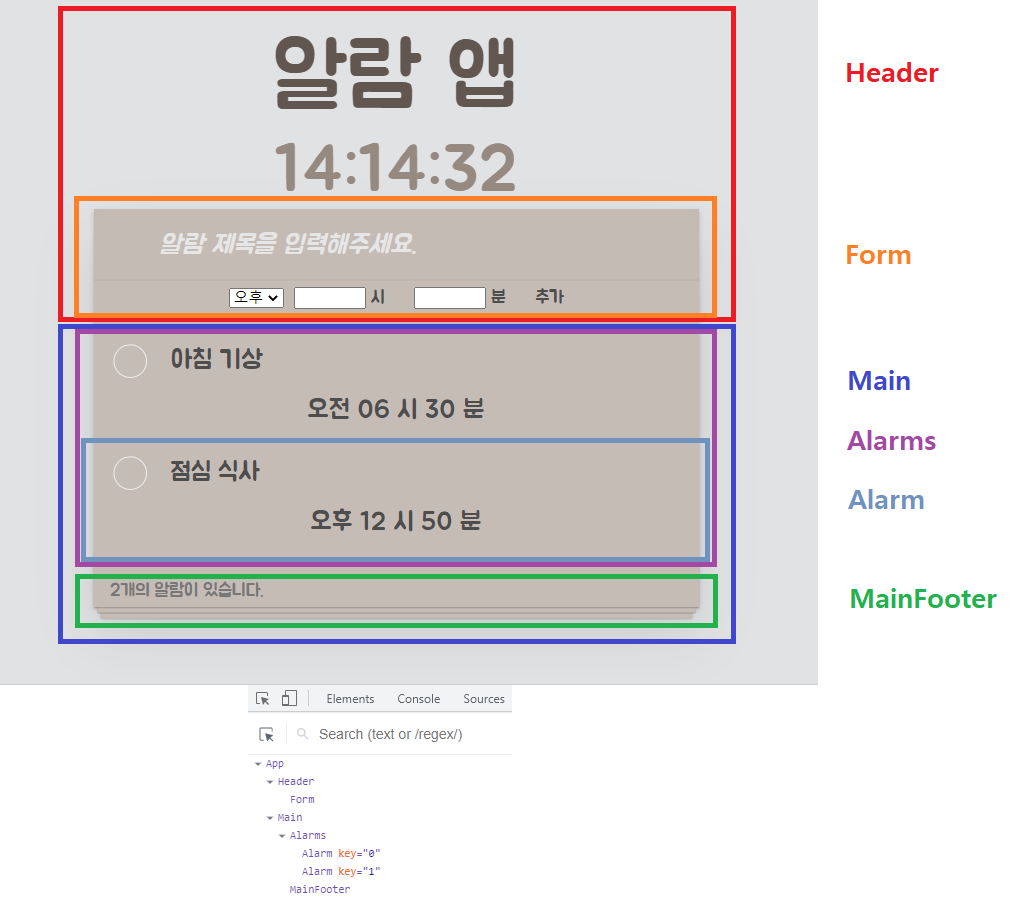 알람 앱
Header
14:14:32
알람 제목을 입력해주세요.
Form
오후 시 분 추가
아침 기상
Main
오전 06 시 30 분
Alarms
점심 식사
Alarm
오후 12 시 50 분
2개의 알람이 있습니다.
MainFooter
Elements Console Sources
Search (text or /regex/)
App
Header
Form
Main
Alarms
Alarm key="0"
Alarm key="1"
MainFooter